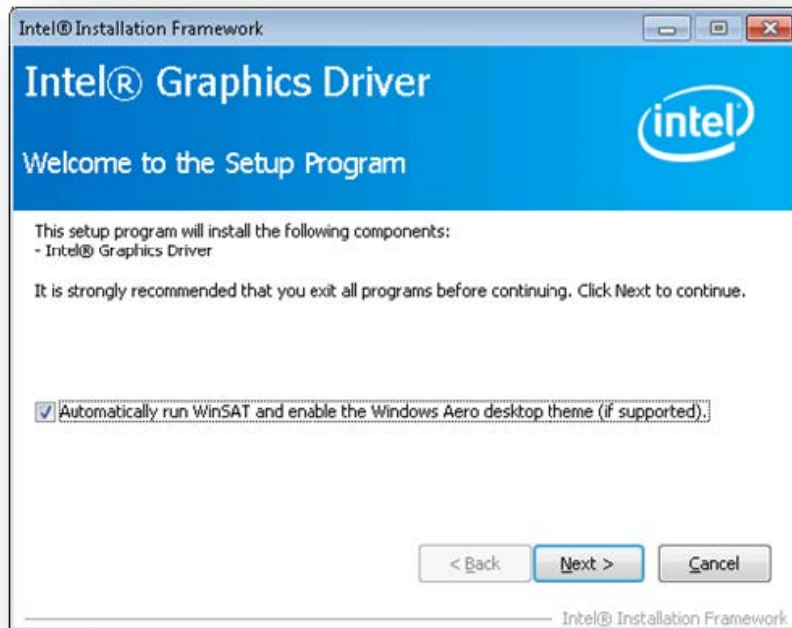 Intel® Installation Framework
Intel® Graphics Driver
intel®
Welcome to the Setup Program
This setup program will install the following components:
- Intel® Graphics Driver
It is strongly recommended that you exit all programs before continuing. Click Next to continue.
Automatically run WinSAT and enable the Windows Aero desktop theme (if supported).
< Back
Next >
Cancel
Intel® Installation Framework